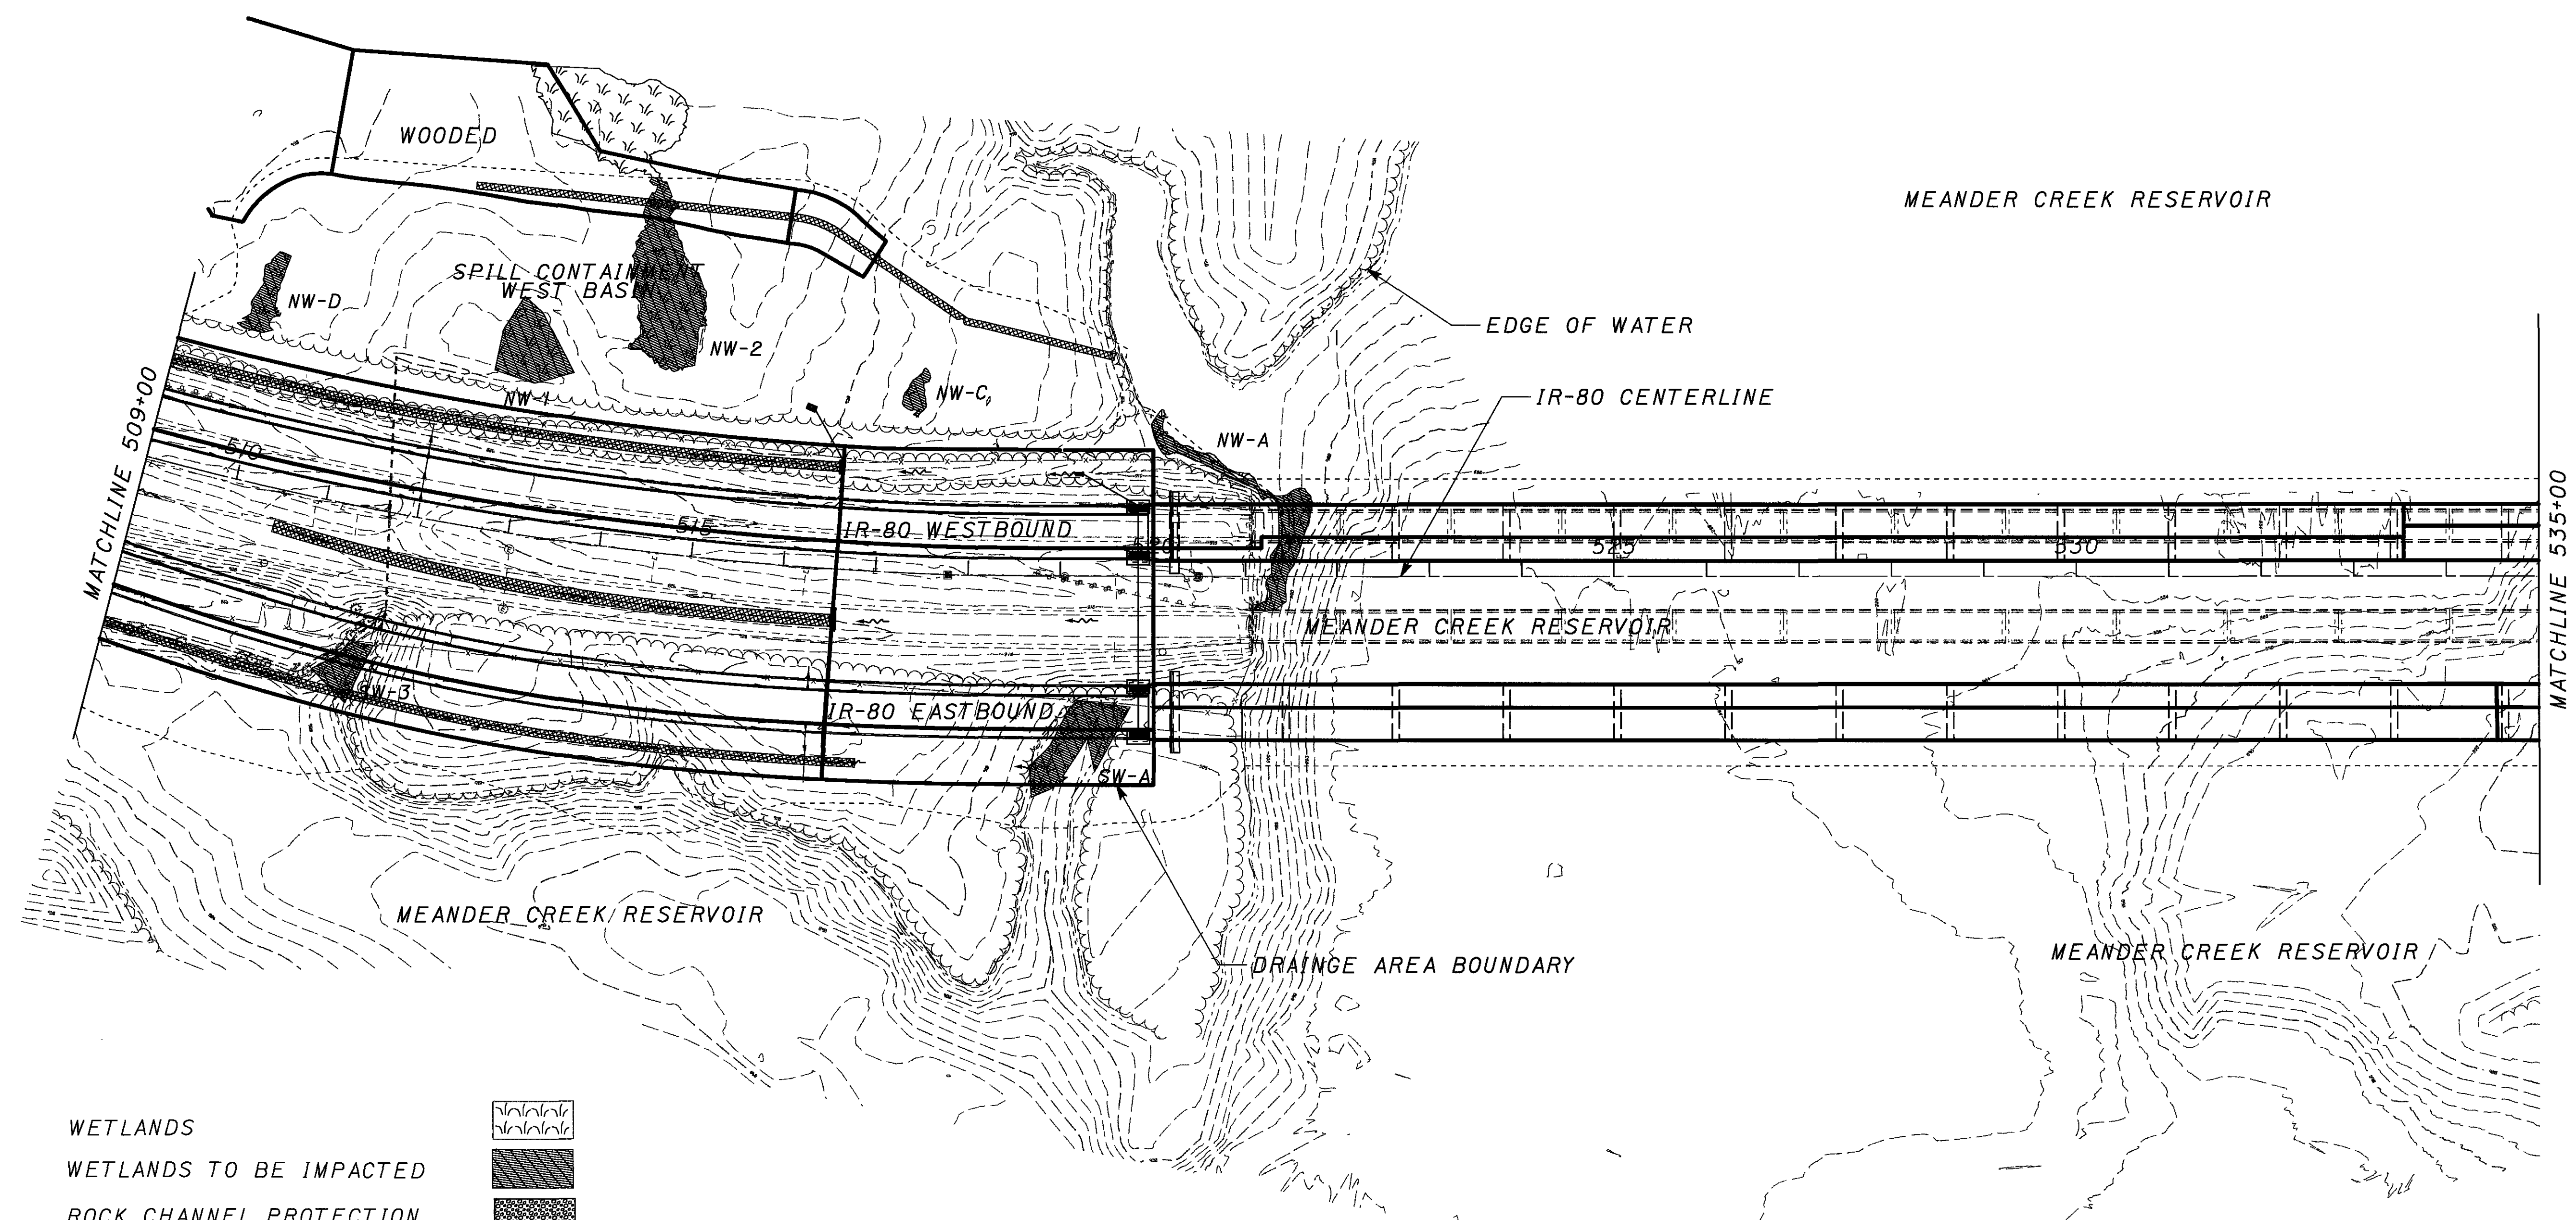 WOODED
MEANDER CREEK RESERVOIR
SPILL CONTAINMENT
WEST BASIN
NW-D
NW-2
EDGE OF WATER
NW-1
NW-C
IR-80 CENTERLINE
NW-A
MATCHLINE 509+00
510
515
IR-80 WESTBOUND
520
525
530
MATCHLINE 535+00
MEANDER CREEK RESERVOIR
SW-3
IR-80 EASTBOUND
SW-A
MEANDER CREEK RESERVOIR
DRAINGE AREA BOUNDARY
MEANDER CREEK RESERVOIR
WETLANDS
WETLANDS TO BE IMPACTED
ROCK CHANNEL PROTECTION